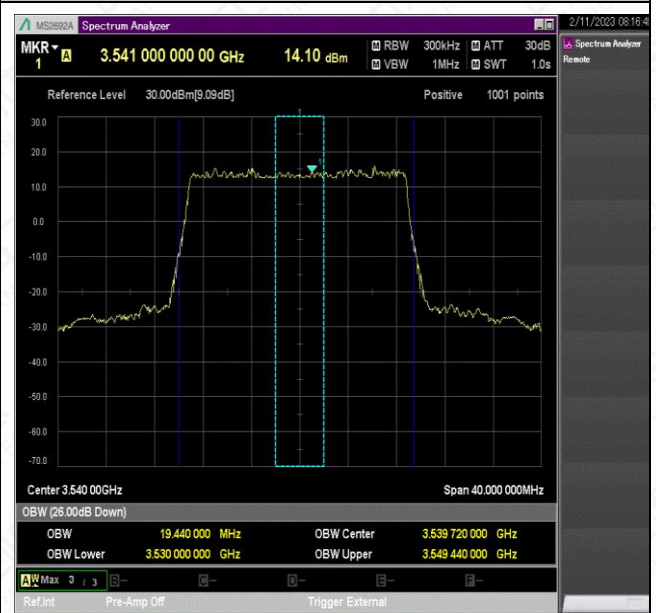 MS2692A Spectrum Analyzer 2/11/2023 08:16:4
MKR A 3.541 000 000 00 GHz 14.10 dBm M RBW 300kHz M ATT 30dB
1 M VBW 1MHz M SWT 1.0s
Spectrum Analyzer
Remote
Reference Level 30.00dBm[9.09dB] Positive 1001 points
1
30.0
20.0
1
10.0
0.0
-10.0
-20.0
-30.0
-40.0
-50.0
-60.0
-70.0
Center 3.540 00GHz Span 40.000 000MHz
OBW (26.00dB Down)
OBW 19.440 000 MHz OBW Center 3.539 720 000 GHz
OBW Lower 3.530 000 000 GHz OBW Upper 3.549 440 000 GHz
A W Max 3 / 3 B- C- D- E- F-
Ref.Int Pre-Amp Off Trigger External